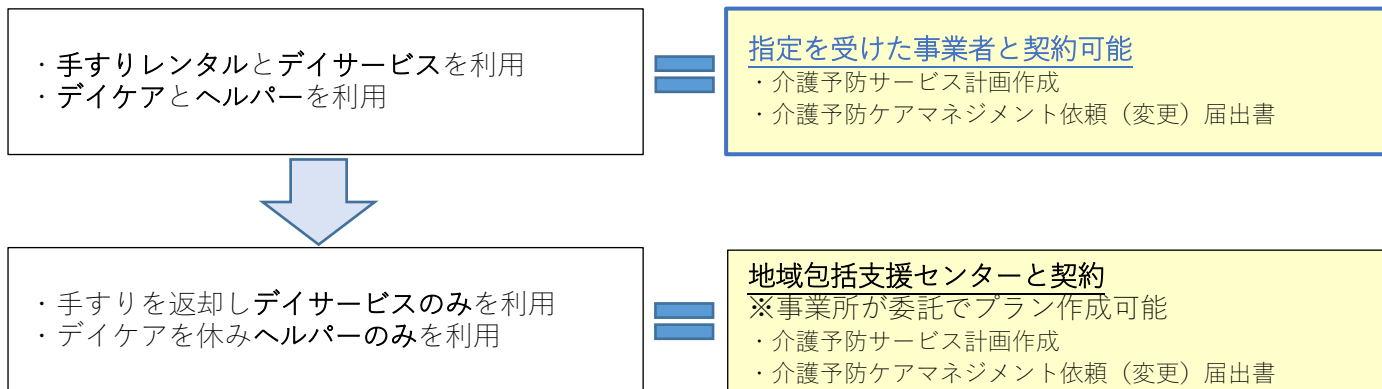 ・手すりレンタルとデイサービスを利用
・デイケアとヘルパーを利用
指定を受けた事業者と契約可能
・介護予防サービス計画作成
・介護予防ケアマネジメント依頼（変更）届出書
・手すりを返却しデイサービスのみを利用
・デイケアを休みヘルパーのみを利用
地域包括支援センターと契約
※事業所が委託でプラン作成可能
・介護予防サービス計画作成
・介護予防ケアマネジメント依頼（変更）届出書